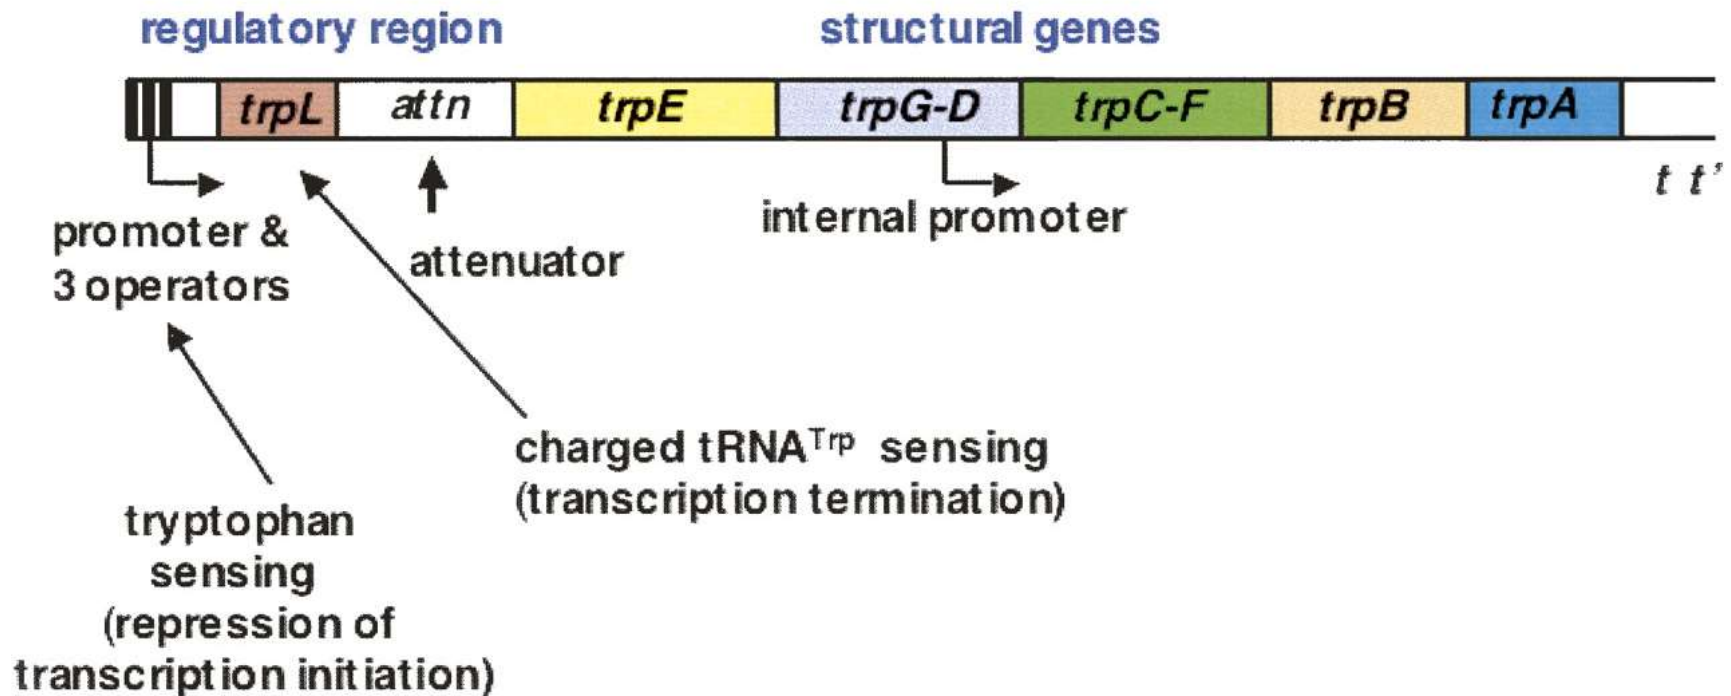 regulatory region
structural genes
trpL
attn
trpE
trpG-D
trpC-F
trpB
trpA
t t'
promoter &
3 operators
attenuator
internal promoter
charged tRNATrp sensing
(transcription termination)
tryptophan
sensing
(repression of
transcription initiation)